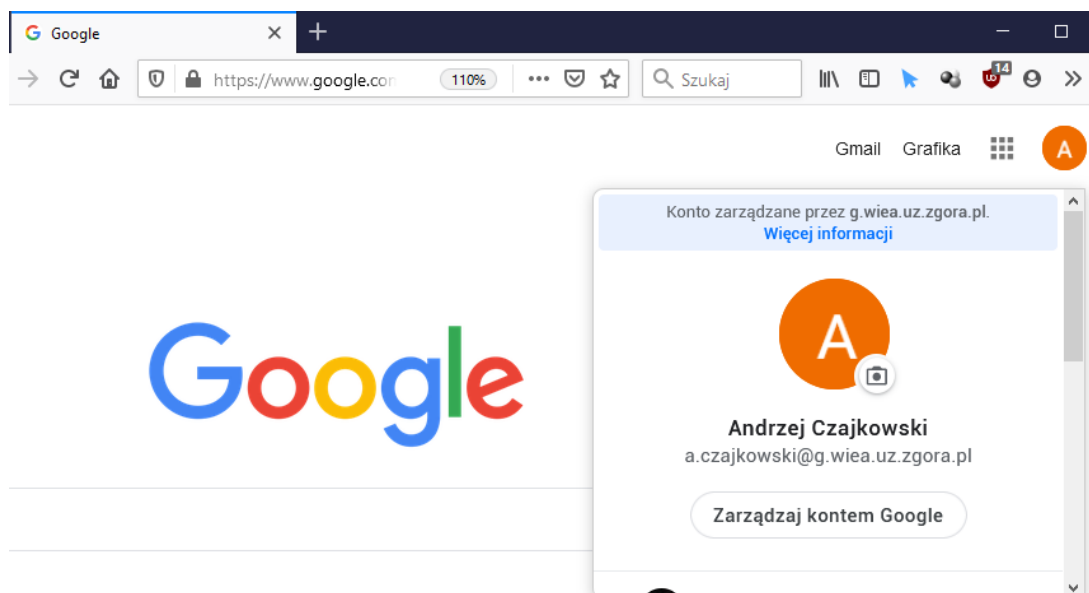 Google
https://www.google.con
110%
Szukaj
14
Gmail Grafika
A
Konto zarządzane przez g.wiea.uz.zgora.pl.
Więcej informacji
A
Google
Andrzej Czajkowski
a.czajkowski@g.wiea.uz.zgora.pl
Zarządzaj kontem Google